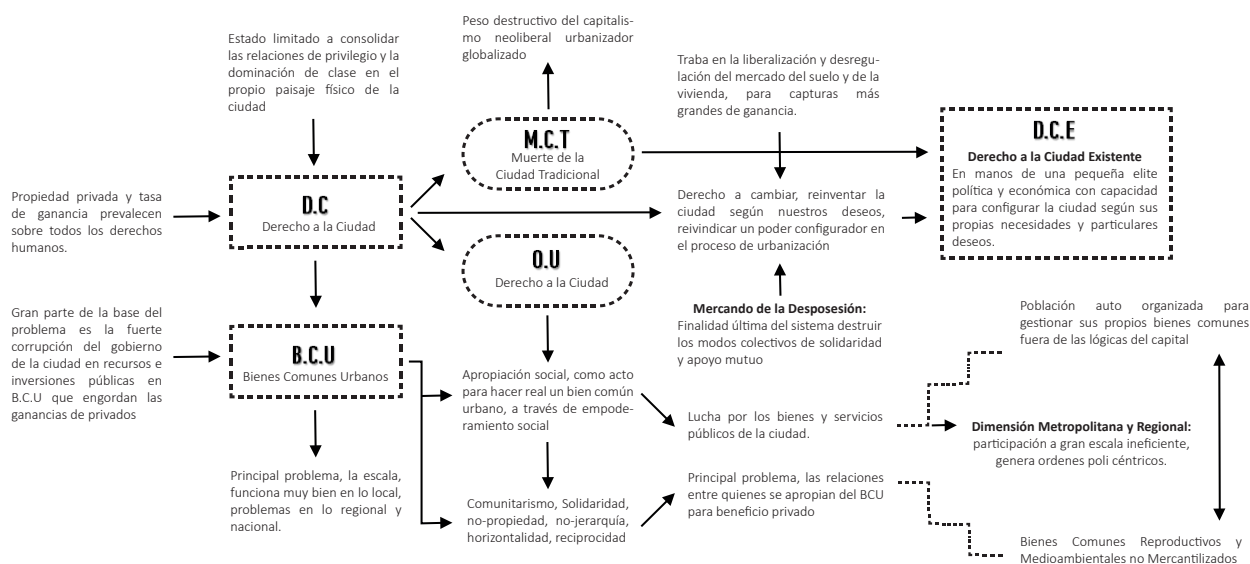 Peso destructivo del capitalis-
mo neoliberal urbanizador
globalizado
Estado limitado a consolidar
las relaciones de privilegio y la
dominación de clase en el
propio paisaje físico de la
ciudad
Traba en la liberalización y desregu-
lación del mercado del suelo y de la
vivienda, para capturas más
grandes de ganancia.
M.C.T
Muerte de la
Ciudad Tradicional
D.C.E
Derecho a la Ciudad Existente
En manos de una pequeña elite
política y económica con capacidad
para configurar la ciudad según sus
propias necesidades y particulares
deseos.
Propiedad privada y tasa
de ganancia prevalecen
sobre todos los derechos
humanos.
D.C
Derecho a la Ciudad
Derecho a cambiar, reinventar la
ciudad según nuestros deseos,
reivindicar un poder configurador en
el proceso de urbanización
O.U
Derecho a la Ciudad
Mercando de la Desposesión:
Finalidad última del sistema destruir
los modos colectivos de solidaridad
y apoyo mutuo
Población auto organizada para
gestionar sus propios bienes comunes
fuera de las lógicas del capital
Gran parte de la base del
problema es la fuerte
corrupción del gobierno
de la ciudad en recursos e
inversiones públicas en
B.C.U que engordan las
ganancias de privados
B.C.U
Bienes Comunes Urbanos
Apropiación social, como acto
para hacer real un bien común
urbano, a través de empode-
ramiento social
Lucha por los bienes y servicios
públicos de la ciudad.
Dimensión Metropolitana y Regional:
participación a gran escala ineficiente,
genera ordenes poli céntricos.
Principal problema, la escala,
funciona muy bien en lo local,
problemas en lo regional y
nacional.
Comunitarismo, Solidaridad,
no-propiedad, no-jerarquía,
horizontalidad, reciprocidad
Principal problema, las relaciones
entre quienes se apropian del BCU
para beneficio privado
Bienes Comunes Reproductivos y
Medioambientales no Mercantilizados